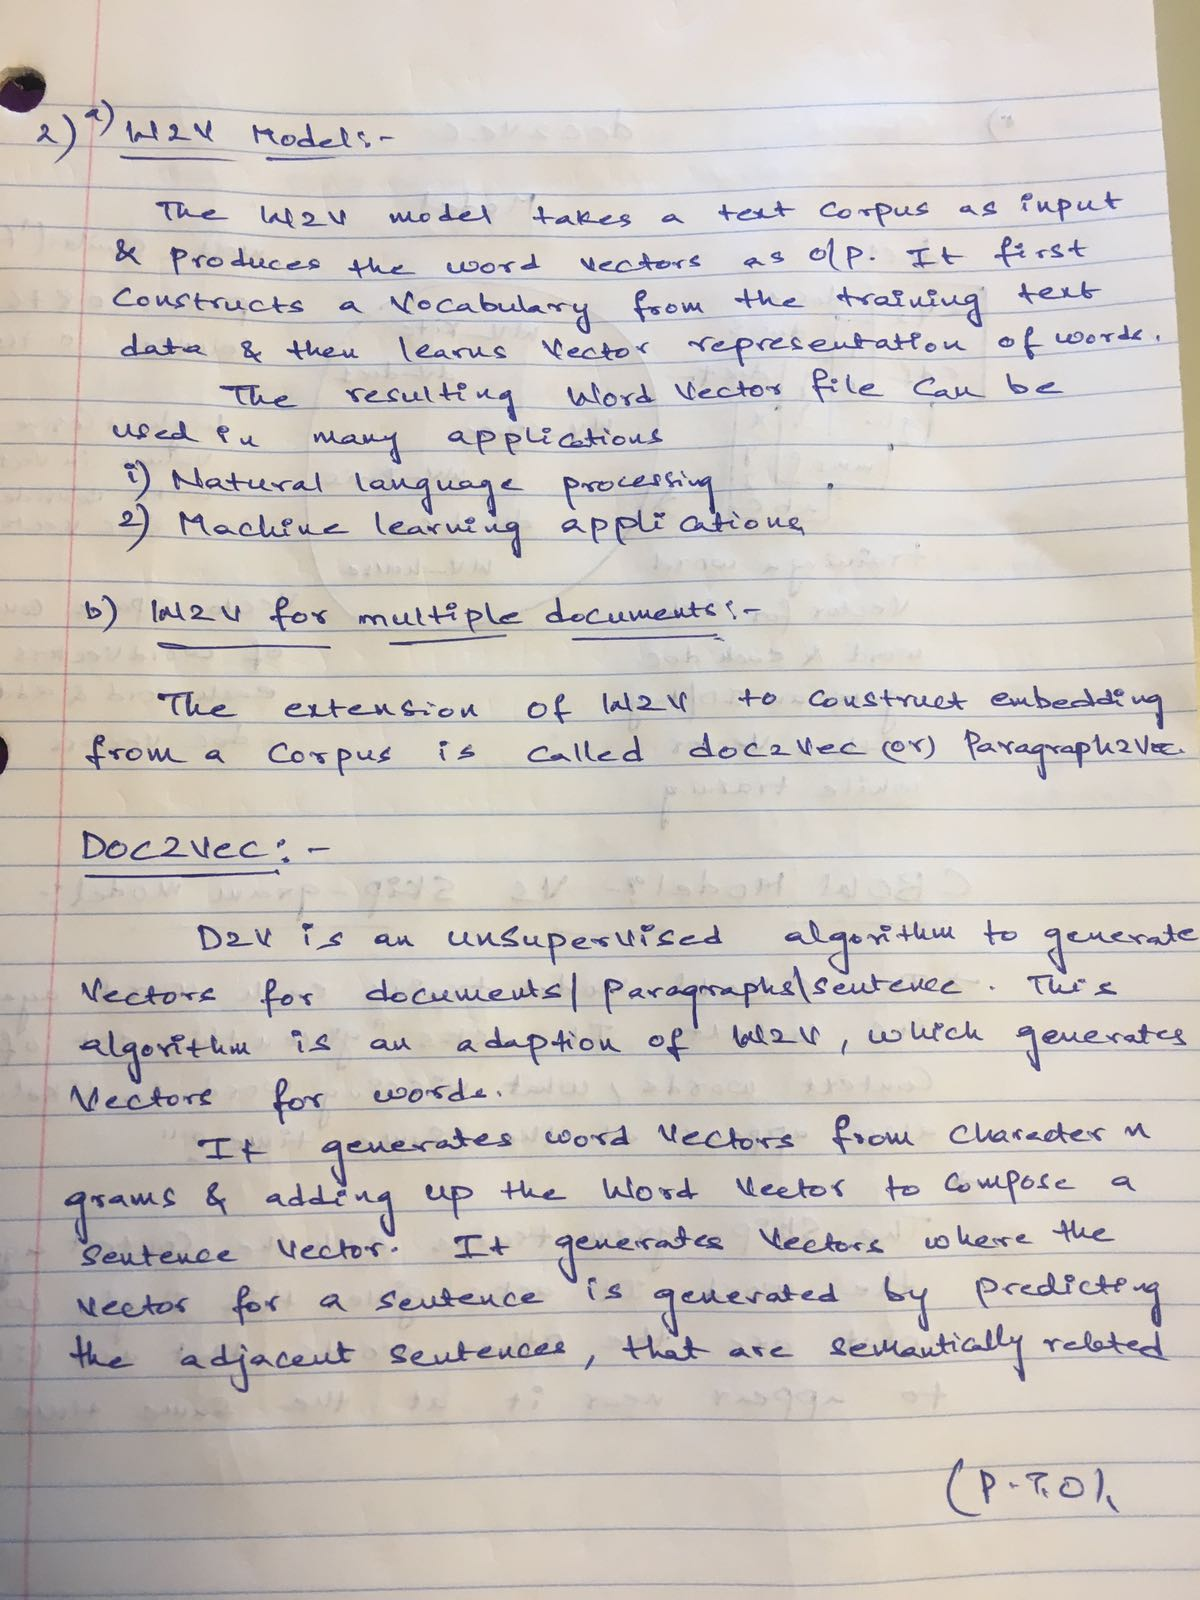 2) a) W2V Model:-
The W2V model takes a text corpus as input
& produces the word vectors as o/p. It first
constructs a Vocabulary from the training text
data & then learns Vector representation of words.
The resulting Word Vector file can be
used in many applications
i) Natural language processing
2) Machine learning applications
b) W2V for multiple documents:-
The extension of W2V to construct embedding
from a corpus is called doc2Vec (or) Paragraph2Vec.
Doc2Vec:-
D2V is an unsupervised algorithm to generate
Vectors for documents/Paragraphs/sentence. This
algorithm is an adaption of W2V, which generates
Vectors for words.
It generates word Vectors from character n
grams & adding up the Word Vector to compose a
sentence Vector. It generates Vectors where the
Vector for a sentence is generated by predicting
the adjacent sentences, that are semantically related
(P.T.O).